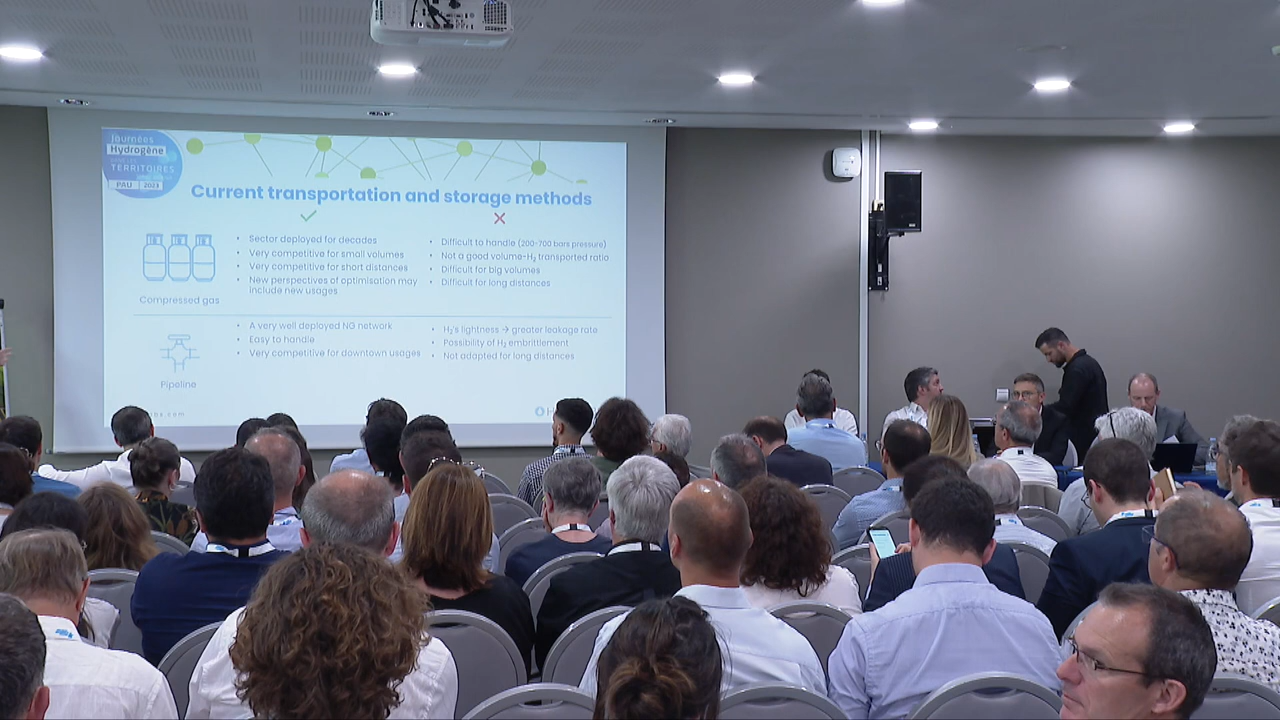 Journées
Hydrogène
DANS LES
TERRITOIRES
PAU 2023
Current transportation and storage methods
• Sector deployed for decades
• Very competitive for small volumes
• Very competitive for short distances
• New perspectives of optimisation may
include new usages
• Difficult to handle (200-700 bars pressure)
• Not a good volume-H₂ transported ratio
• Difficult for big volumes
• Difficult for long distances
Compressed gas
• A very well deployed NG network
• Easy to handle
• Very competitive for downtown usages
• H₂'s lightness → greater leakage rate
• Possibility of H₂ embrittlement
• Not adapted for long distances
Pipeline